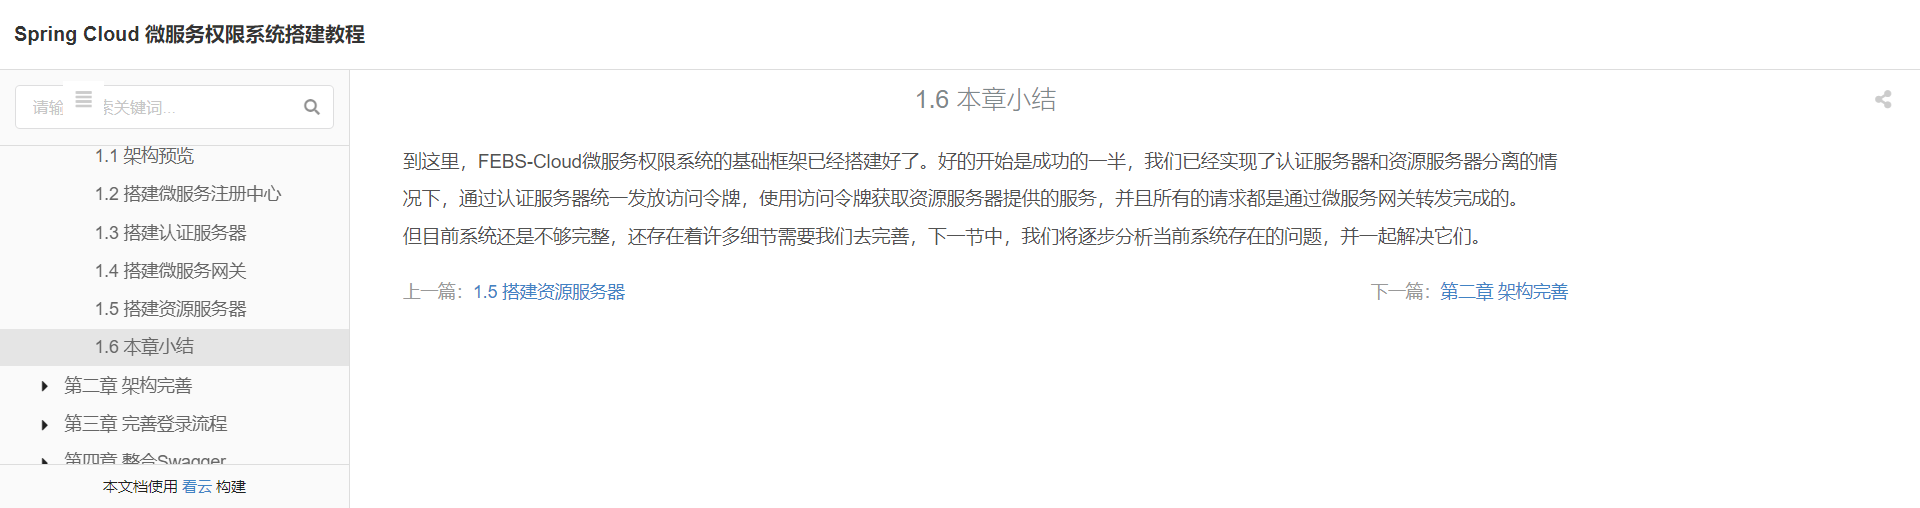 Spring Cloud 微服务权限系统搭建教程
请输 索关键词...
1.1 架构预览
1.2 搭建微服务注册中心
1.3 搭建认证服务器
1.4 搭建微服务网关
1.5 搭建资源服务器
1.6 本章小结
第二章 架构完善
第三章 完善登录流程
第四章 整合Swagger
本文档使用 看云 构建
1.6 本章小结
到这里，FEBS-Cloud微服务权限系统的基础框架已经搭建好了。好的开始是成功的一半，我们已经实现了认证服务器和资源服务器分离的情
况下，通过认证服务器统一发放访问令牌，使用访问令牌获取资源服务器提供的服务，并且所有的请求都是通过微服务网关转发完成的。
但目前系统还是不够完整，还存在着许多细节需要我们去完善，下一节中，我们将逐步分析当前系统存在的问题，并一起解决它们。
上一篇：1.5 搭建资源服务器
下一篇：第二章 架构完善